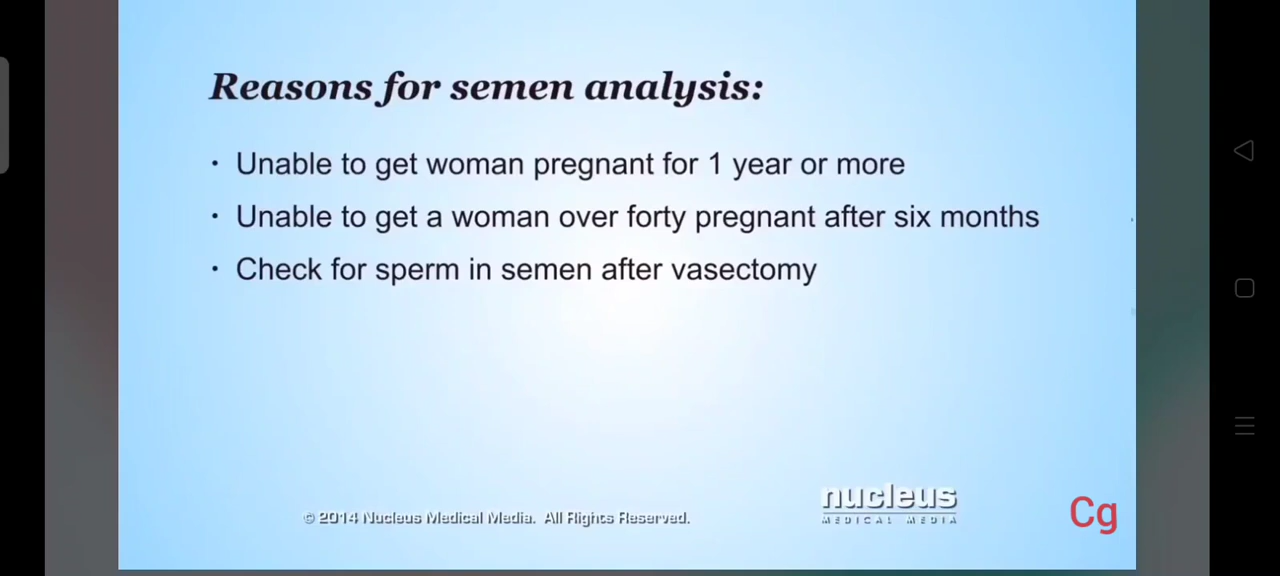 Reasons for semen analysis:
· Unable to get woman pregnant for 1 year or more
· Unable to get a woman over forty pregnant after six months
· Check for sperm in semen after vasectomy
© 2014 Nucleus Medical Media. All Rights Reserved.
nucleus
MEDICAL MEDIA
Cg